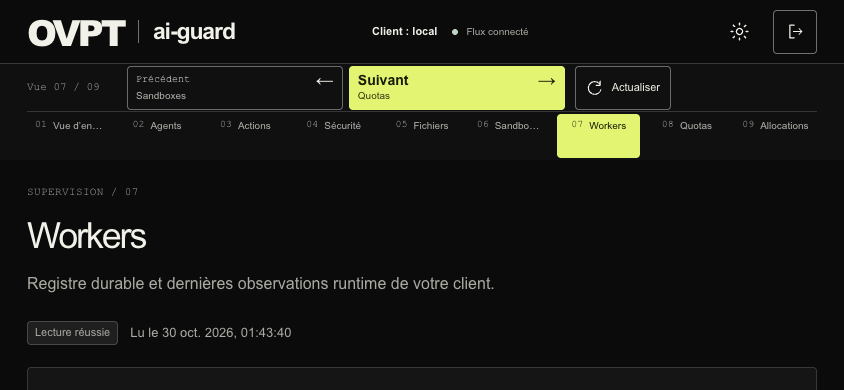 OVPT ai-guard
Client : local
Flux connecté
Vue 07 / 09
Précédent
Sandboxes
Suivant
Quotas
Actualiser
01 Vue d'en…
02 Agents
03 Actions
04 Sécurité
05 Fichiers
06 Sandbo…
07 Workers
08 Quotas
09 Allocations
SUPERVISION / 07
Workers
Registre durable et dernières observations runtime de votre client.
Lecture réussie
Lu le 30 oct. 2026, 01:43:40